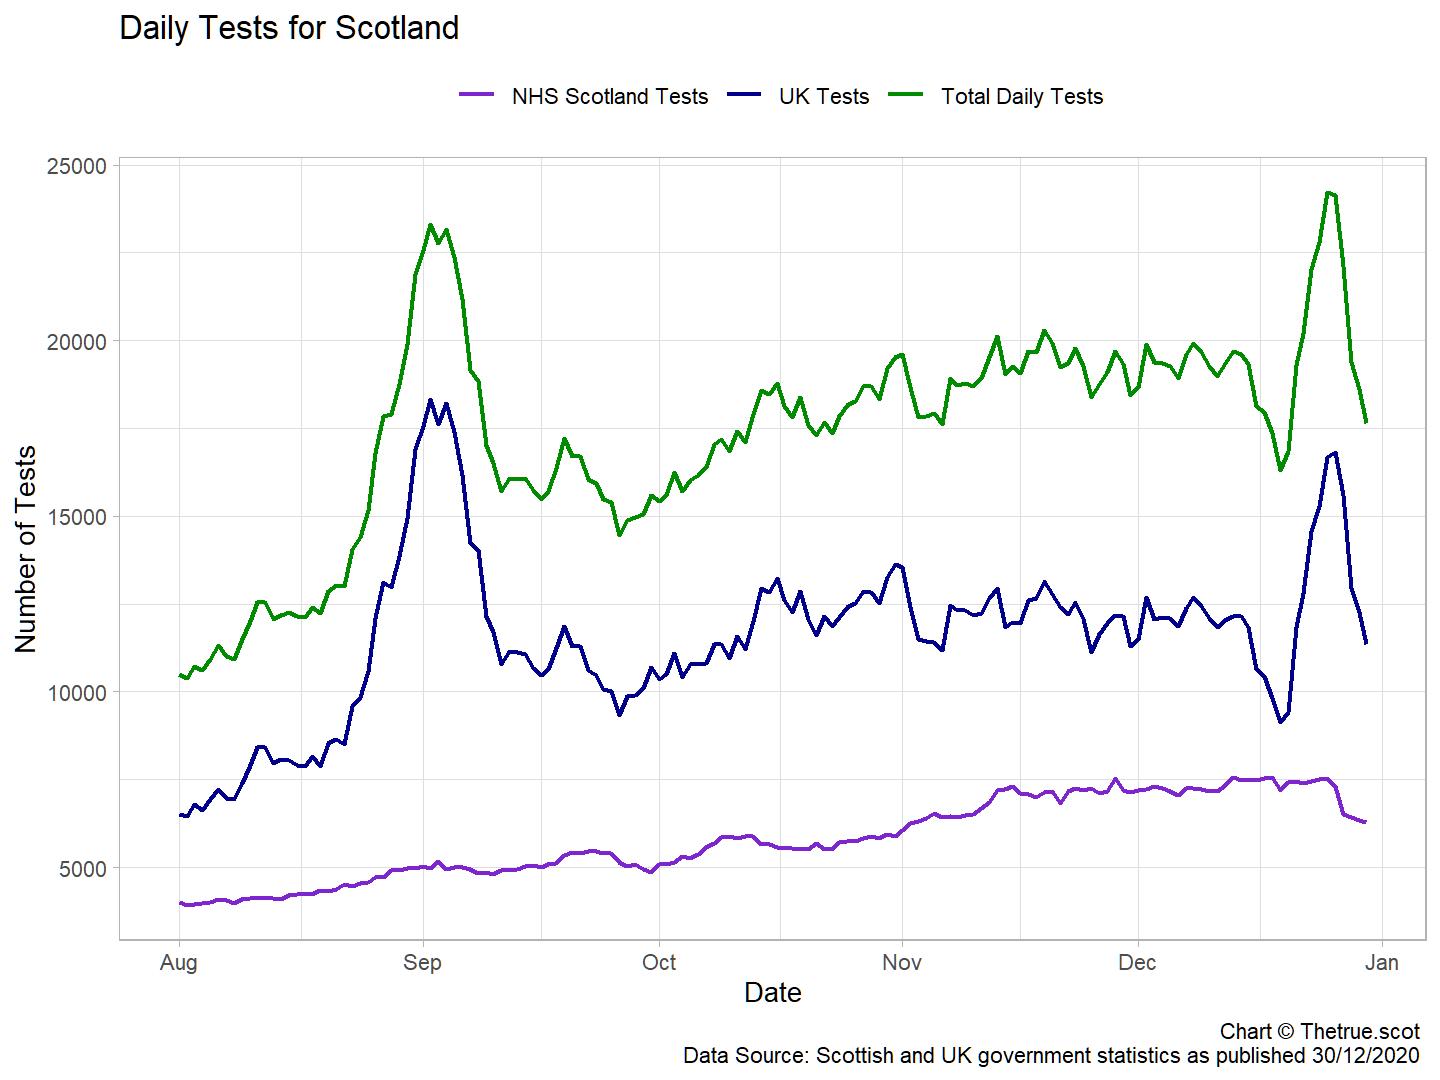 Daily Tests for Scotland
NHS Scotland Tests UK Tests Total Daily Tests
25000
20000
15000
10000
5000
Number of Tests
Aug Sep Oct Nov Dec Jan
Date
Chart © Thetrue.scot
Data Source: Scottish and UK government statistics as published 30/12/2020